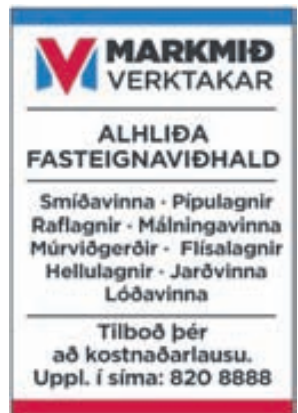 MARKMIÐ
VERKTAKAR
ALHLIÐA
FASTEIGNAVIÐHALD
Smíðavinna · Pípulagnir
Raflagnir · Málningavinna
Múrviðgerðir · Flísalagnir
Hellulagnir · Jarðvinna
Lóðavinna
Tilboð þér
að kostnaðarlausu.
Uppl. í síma: 820 8888